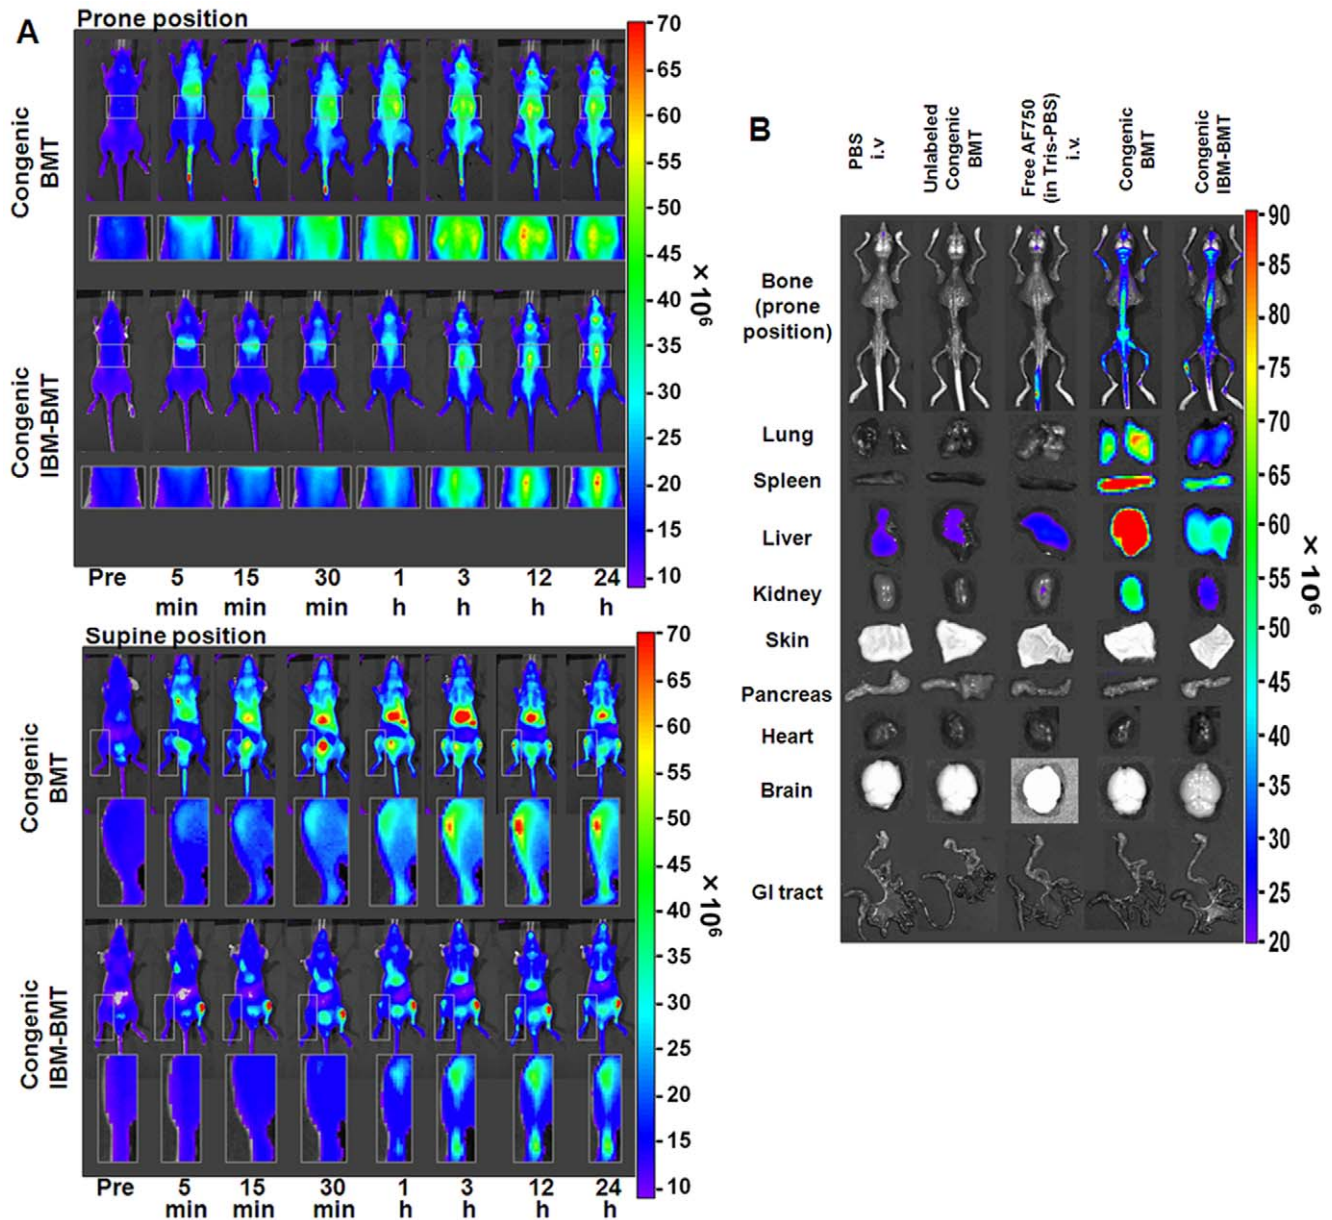 A
Prone position
Congenic
BMT
Congenic
IBM-BMT
70
65
60
55
50
45
40
35
30
25
20
15
10
×10⁶
Pre 5 15 30 1 3 12 24
min min min h h h h
Supine position
Congenic
BMT
Congenic
IBM-BMT
70
60
55
50
45
40
35
30
25
20
15
10
×10⁶
Pre 5 15 30 1 3 12 24
min min min h h h h
B
PBS
i.v
Unlabeled
Congenic
BMT
Free AF750
(in Tris-PBS)
i.v.
Congenic
BMT
Congenic
IBM-BMT
Bone
(prone
position)
Lung
Spleen
Liver
Kidney
Skin
Pancreas
Heart
Brain
GI tract
90
85
80
75
70
65
60
55
50
45
40
35
30
25
20
×10⁶